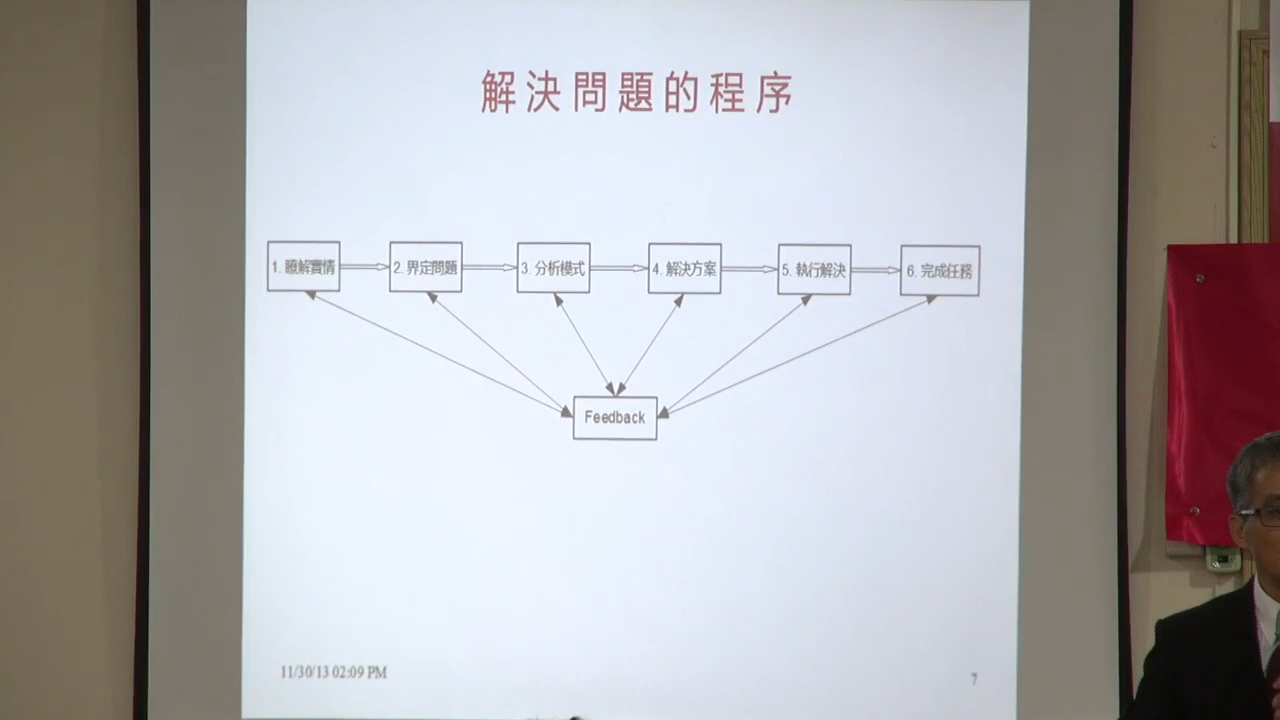 解決問題的程序
1. 瞭解實情
2. 界定問題
3. 分析模式
4. 解決方案
5. 執行解決
6. 完成任務
Feedback
11/30/13 02:09 PM
7